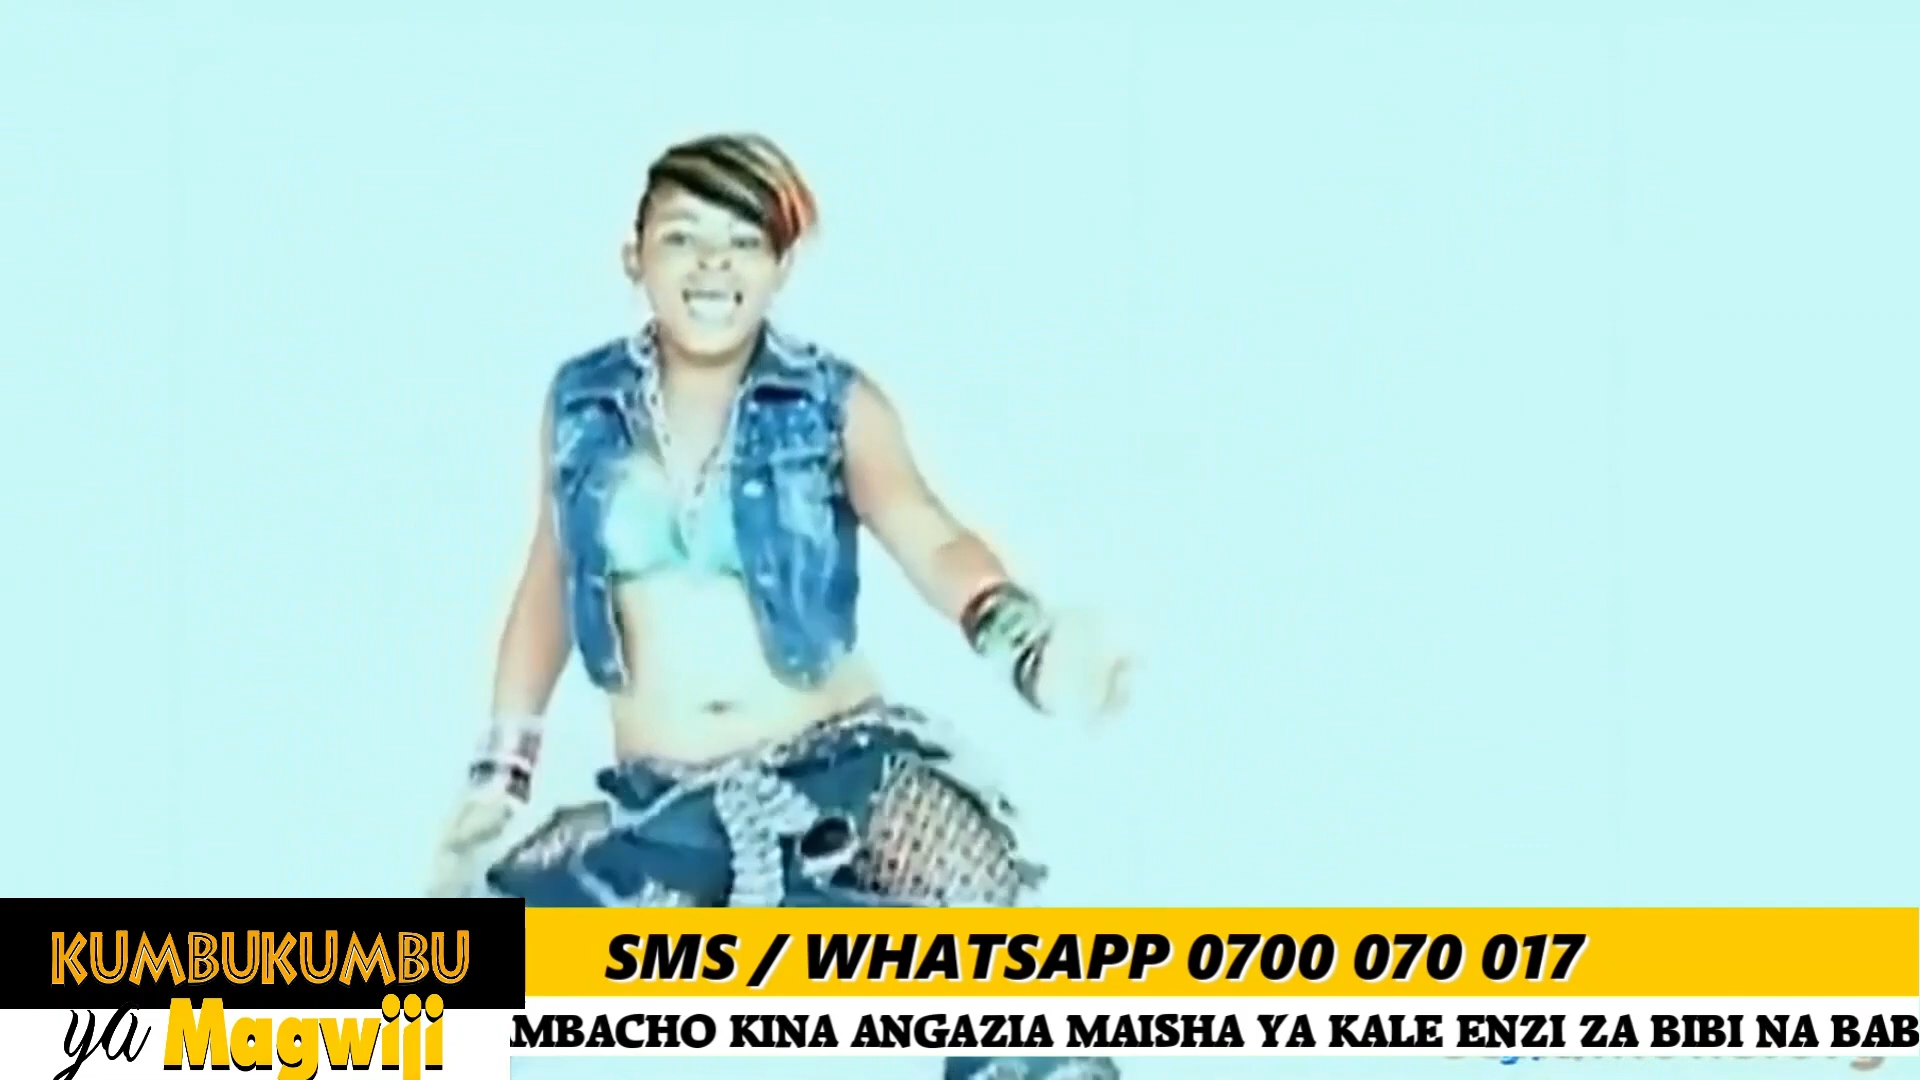 KUMBUKUMBU
ya Magwiji
SMS / WHATSAPP 0700 070 017
MBACHO KINA ANGAZIA MAISHA YA KALE ENZI ZA BIBI NA BAB